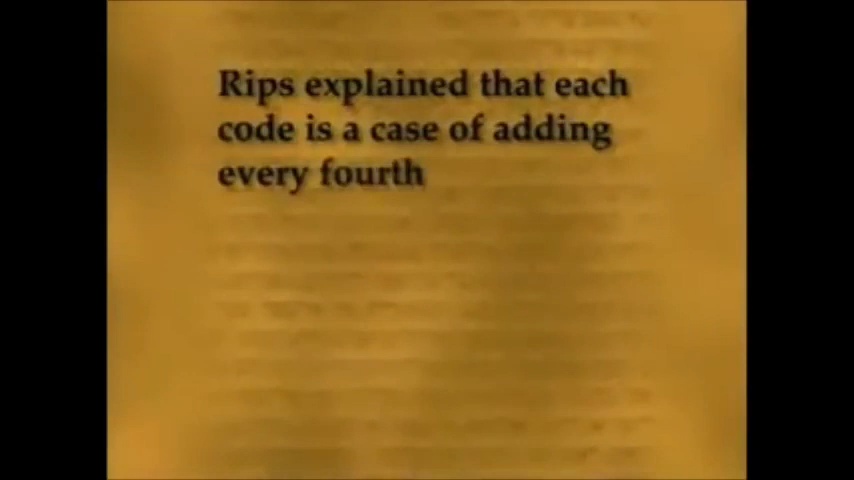 Rips explained that each
code is a case of adding
every fourth